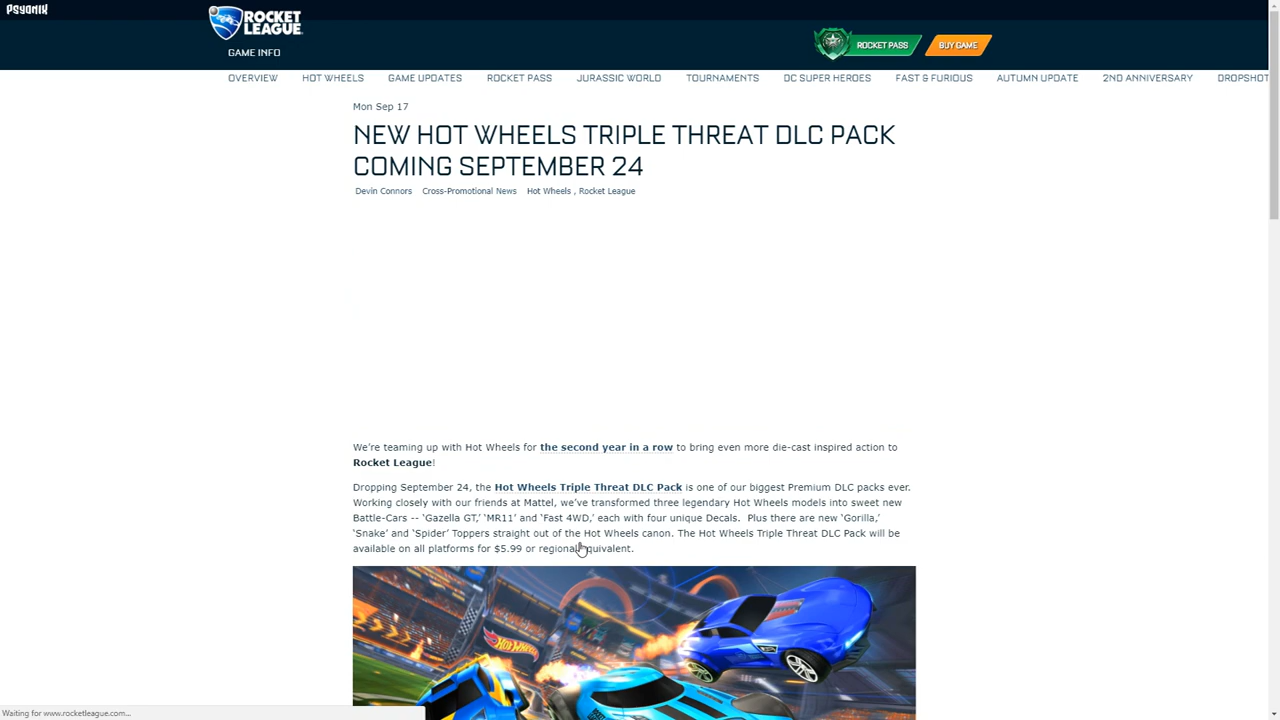 PSYONIX
ROCKET LEAGUE
GAME INFO
ROCKET PASS
BUY GAME
OVERVIEW HOT WHEELS GAME UPDATES ROCKET PASS JURASSIC WORLD TOURNAMENTS DC SUPER HEROES FAST & FURIOUS AUTUMN UPDATE 2ND ANNIVERSARY DROPSHOT
Mon Sep 17
NEW HOT WHEELS TRIPLE THREAT DLC PACK
COMING SEPTEMBER 24
Devin Connors Cross-Promotional News Hot Wheels , Rocket League
We're teaming up with Hot Wheels for the second year in a row to bring even more die-cast inspired action to
Rocket League!
Dropping September 24, the Hot Wheels Triple Threat DLC Pack is one of our biggest Premium DLC packs ever.
Working closely with our friends at Mattel, we've transformed three legendary Hot Wheels models into sweet new
Battle-Cars -- 'Gazella GT,' 'MR11' and 'Fast 4WD,' each with four unique Decals. Plus there are new 'Gorilla,'
'Snake' and 'Spider' Toppers straight out of the Hot Wheels canon. The Hot Wheels Triple Threat DLC Pack will be
available on all platforms for $5.99 or regional equivalent.
HOT WHEELS
Waiting for www.rocketleague.com...